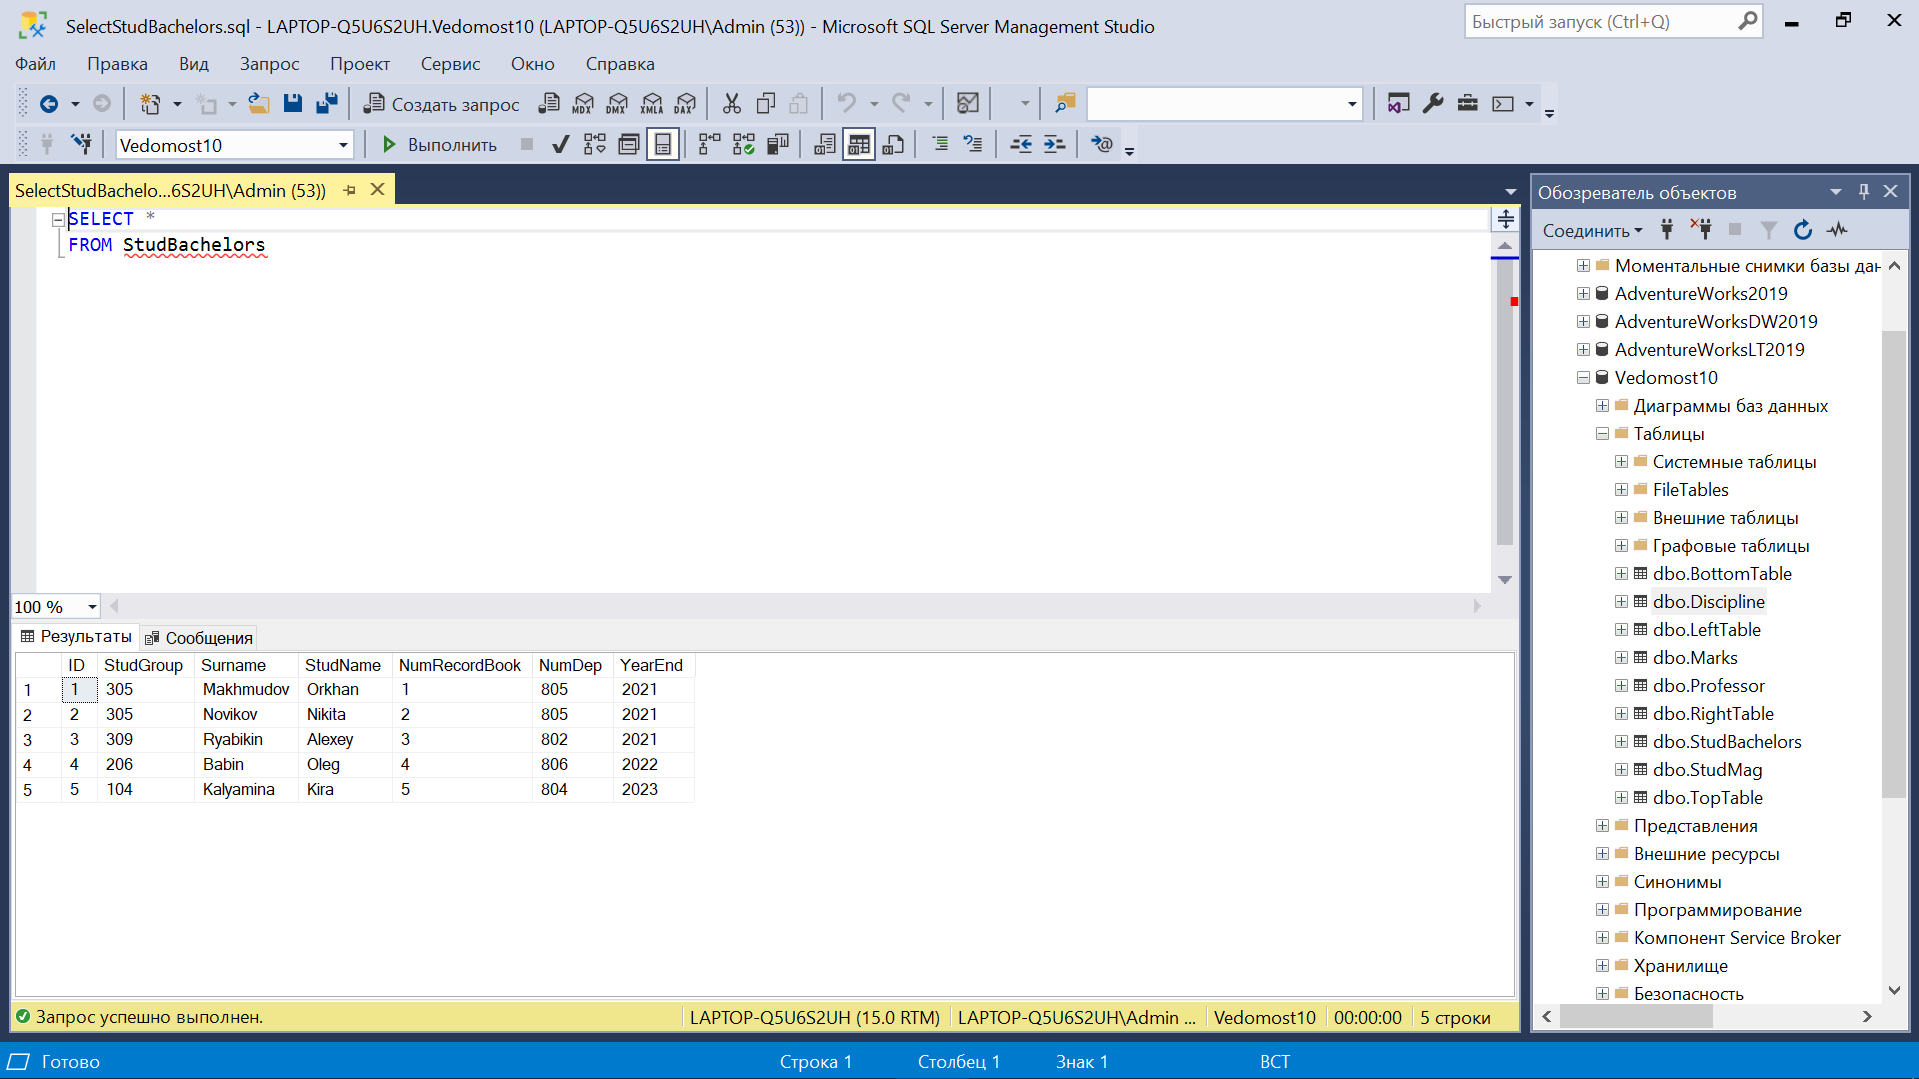 SelectStudBachelors.sql - LAPTOP-Q5U6S2UH.Vedomost10 (LAPTOP-Q5U6S2UH\Admin (53)) - Microsoft SQL Server Management Studio
Быстрый запуск (Ctrl+Q)
Файл Правка Вид Запрос Проект Сервис Окно Справка
Создать запрос MDX DMX XMLA DAX
Vedomost10 Выполнить
SelectStudBachelo...6S2UH\Admin (53))
SELECT *
FROM StudBachelors
100 %
Результаты Сообщения
ID StudGroup Surname StudName NumRecordBook NumDep YearEnd
1 1 305 Makhmudov Orkhan 1 805 2021
2 2 305 Novikov Nikita 2 805 2021
3 3 309 Ryabikin Alexey 3 802 2021
4 4 206 Babin Oleg 4 806 2022
5 5 104 Kalyamina Kira 5 804 2023
Запрос успешно выполнен. LAPTOP-Q5U6S2UH (15.0 RTM) LAPTOP-Q5U6S2UH\Admin ... Vedomost10 00:00:00 5 строки
Обозреватель объектов
Соединить
Моментальные снимки базы дан
AdventureWorks2019
AdventureWorksDW2019
AdventureWorksLT2019
Vedomost10
Диаграммы баз данных
Таблицы
Системные таблицы
FileTables
Внешние таблицы
Графовые таблицы
dbo.BottomTable
dbo.Discipline
dbo.LeftTable
dbo.Marks
dbo.Professor
dbo.RightTable
dbo.StudBachelors
dbo.StudMag
dbo.TopTable
Представления
Внешние ресурсы
Синонимы
Программирование
Компонент Service Broker
Хранилище
Безопасность
Готово Строка 1 Столбец 1 Знак 1 ВСТ